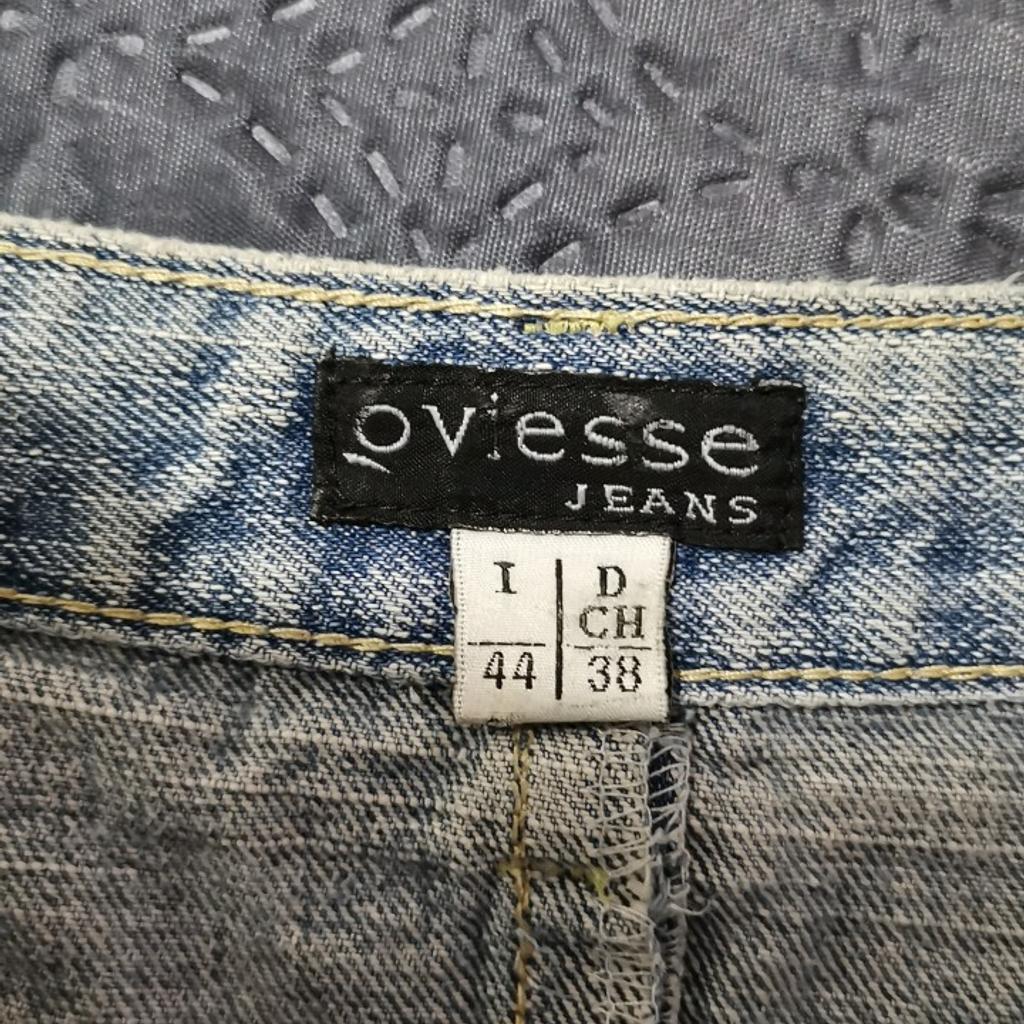 oviesse
JEANS
I D
CH
44 38